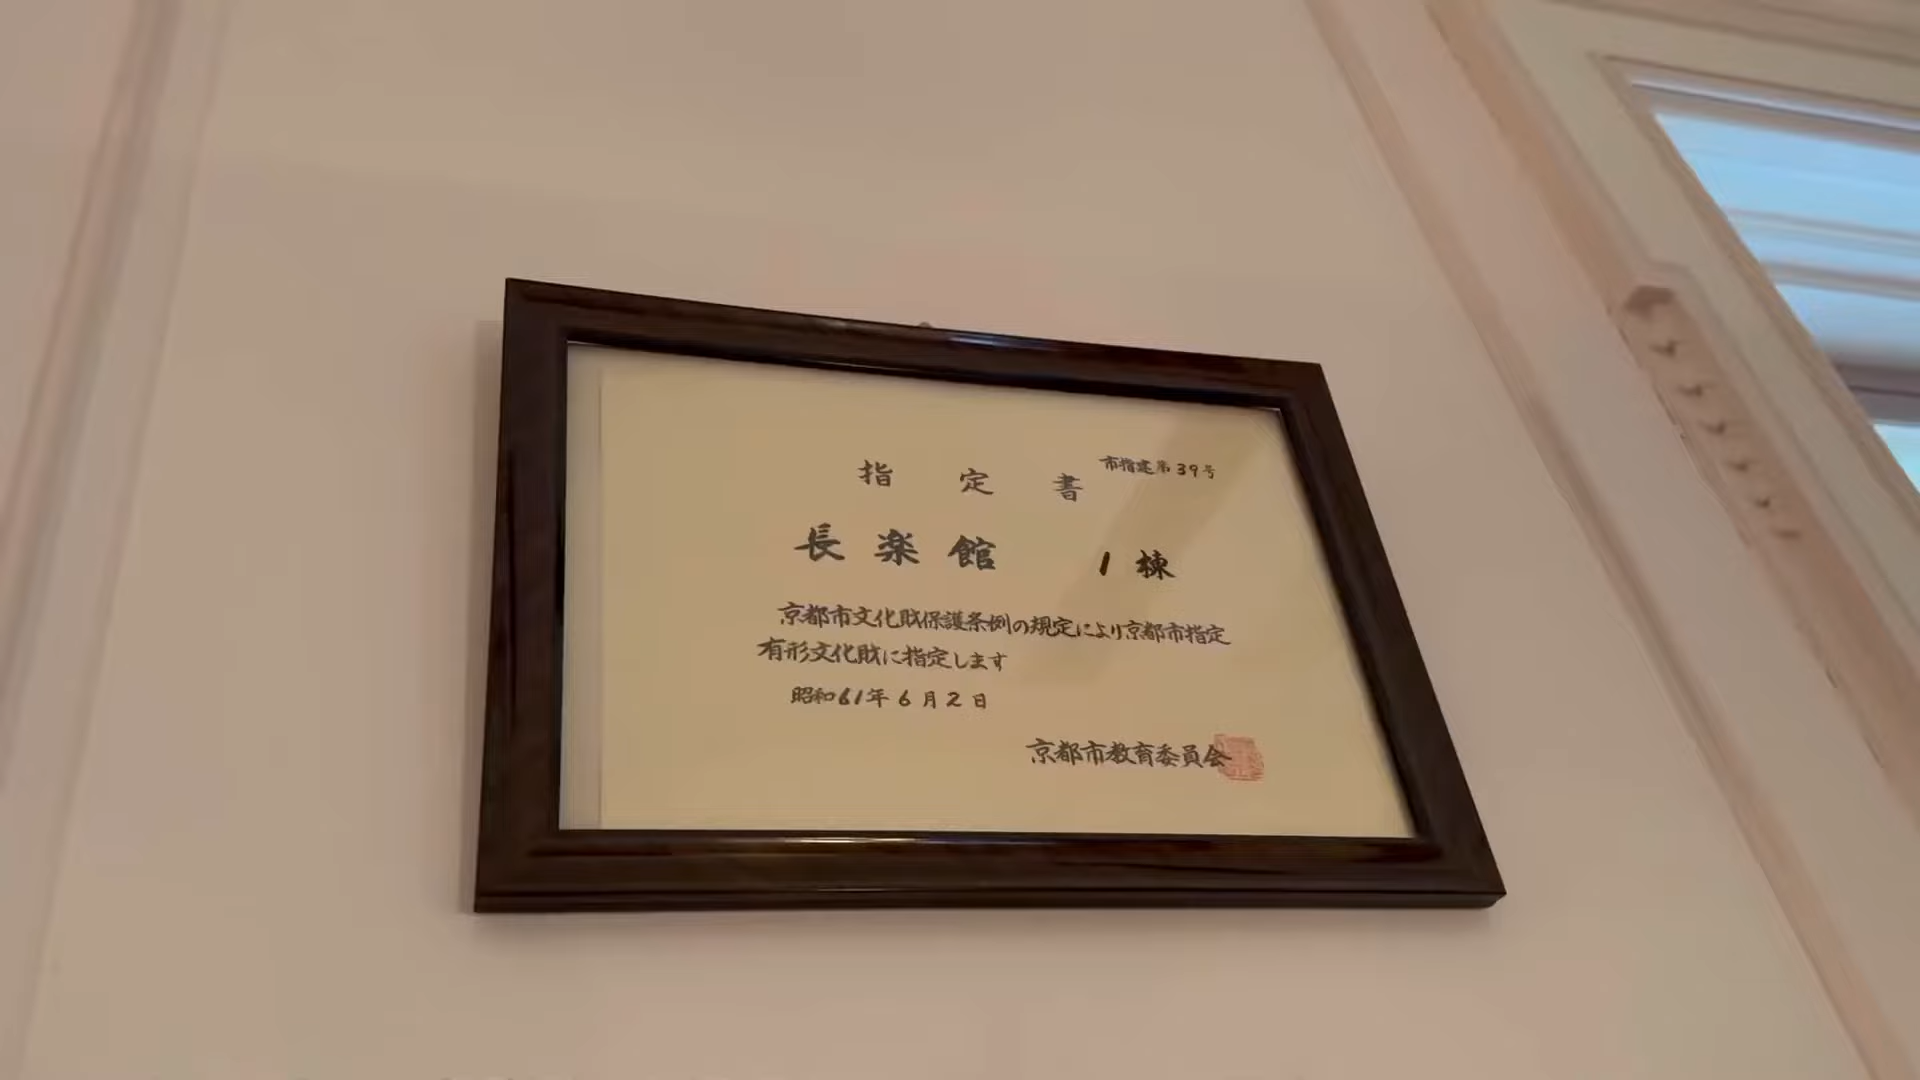 市指定第39号
指定書
長楽館 1棟
京都市文化財保護条例の規定により京都市指定
有形文化財に指定します
昭和61年6月2日
京都市教育委員会